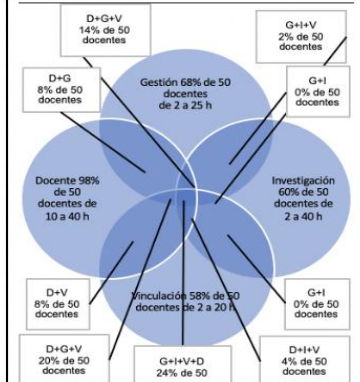 D+G+V
14% de 50
docentes
G+I+V
2% de 50
docentes
D+G
8% de 50
docentes
Gestión 68% de 50
docentes
de 2 a 25 h
G+I
0% de 50
docentes
Docente 98%
de 50
docentes de
10 a 40 h
Investigación
60% de 50
docentes de
2 a 40 h
D+V
8% de 50
docentes
Vinculación 58% de 50
docentes de 2 a 20 h
G+I
0% de 50
docentes
D+G+V
20% de 50
docentes
G+I+V+D
24% de 50
D+I+V
4% de 50
docentes